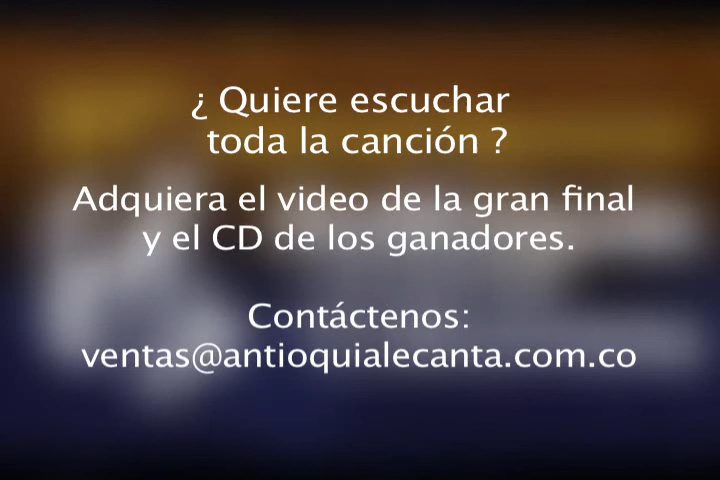 ¿ Quiere escuchar
toda la canción ?
Adquiera el video de la gran final
y el CD de los ganadores.
Contáctenos:
ventas@antioquialecanta.com.co